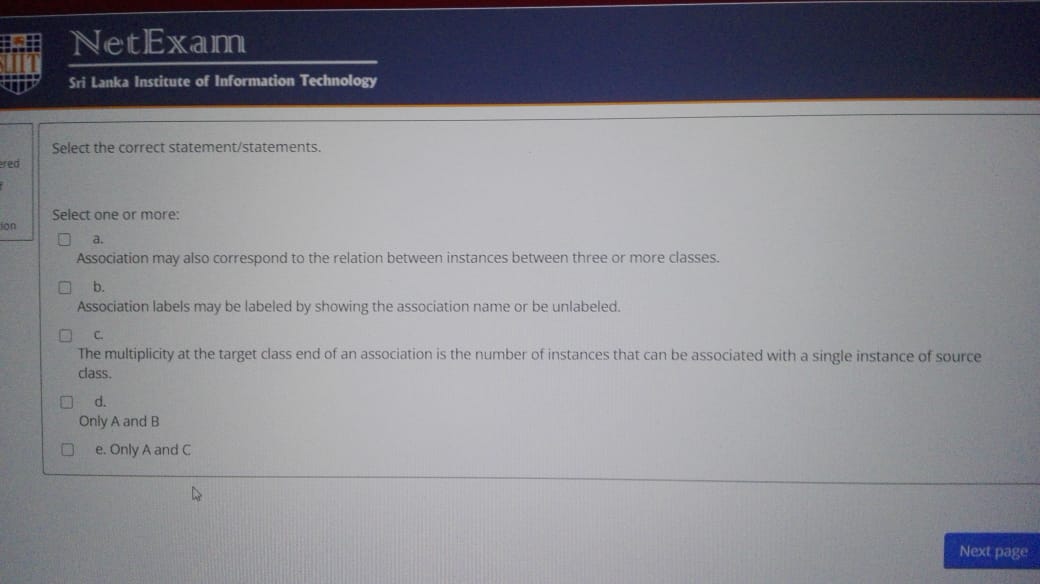 NetExam
SLIIT
Sri Lanka Institute of Information Technology
ered
f
ion
Select the correct statement/statements.
Select one or more:
a.
Association may also correspond to the relation between instances between three or more classes.
b.
Association labels may be labeled by showing the association name or be unlabeled.
c.
The multiplicity at the target class end of an association is the number of instances that can be associated with a single instance of source
class.
d.
Only A and B
e. Only A and C
Next page